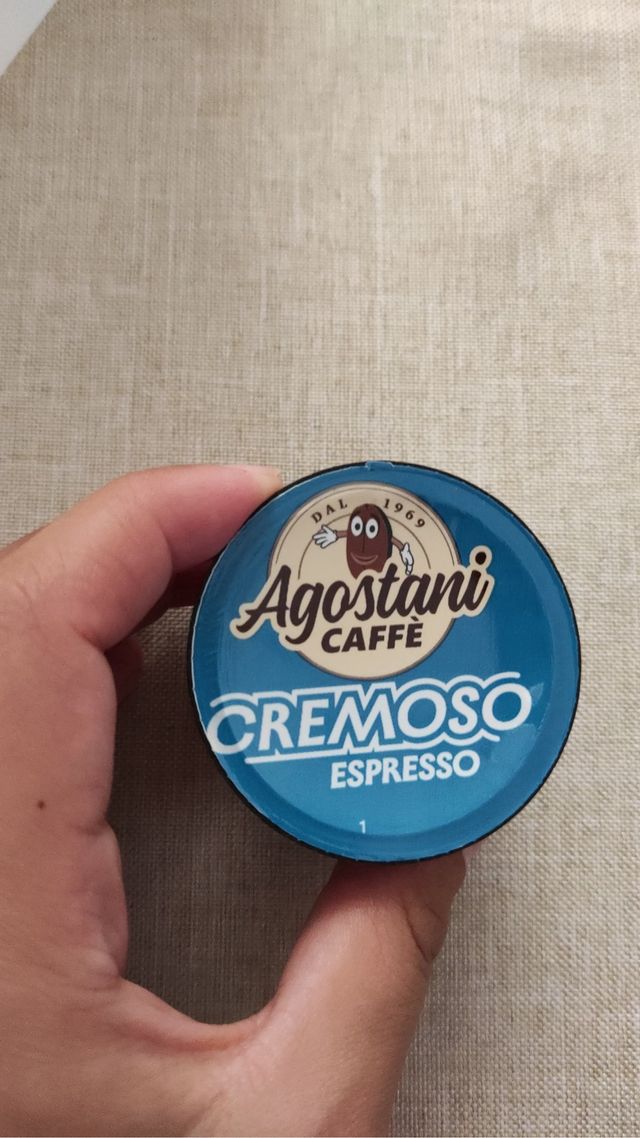 DAL 1969
Agostani
CAFFÈ
CREMOSO
ESPRESSO
1